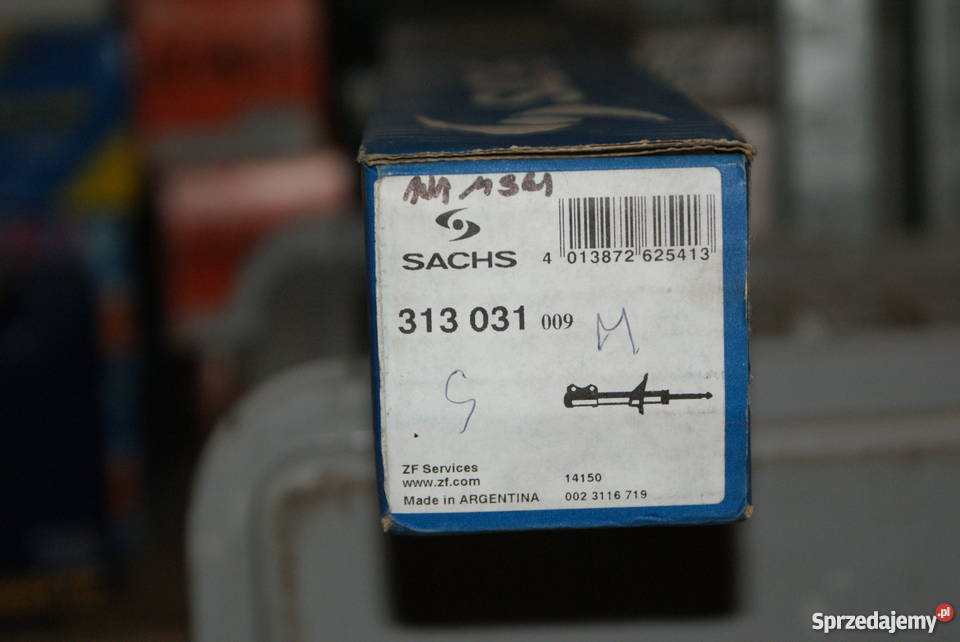 SACHS
4 013872 625413
313 031 009
M
ZF Services
www.zf.com
Made in ARGENTINA
14150
002 3116 719
Sprzedajemy.pl